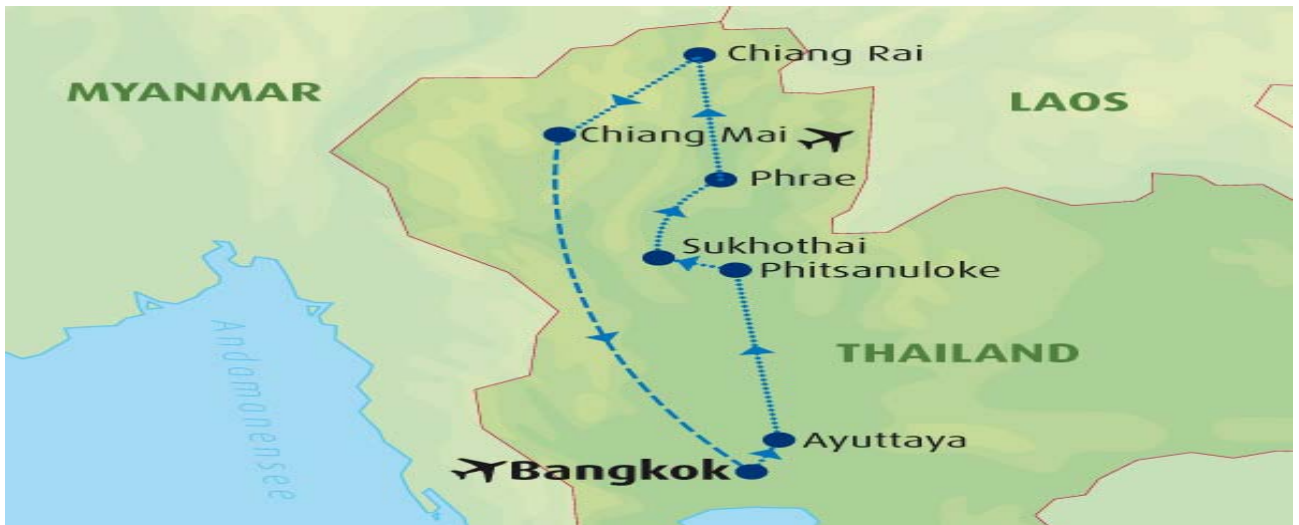 Chiang Rai
MYANMAR
LAOS
Chiang Mai
Phrae
Sukhothai
Phitsanuloke
Andamanensee
THAILAND
Ayuttaya
Bangkok